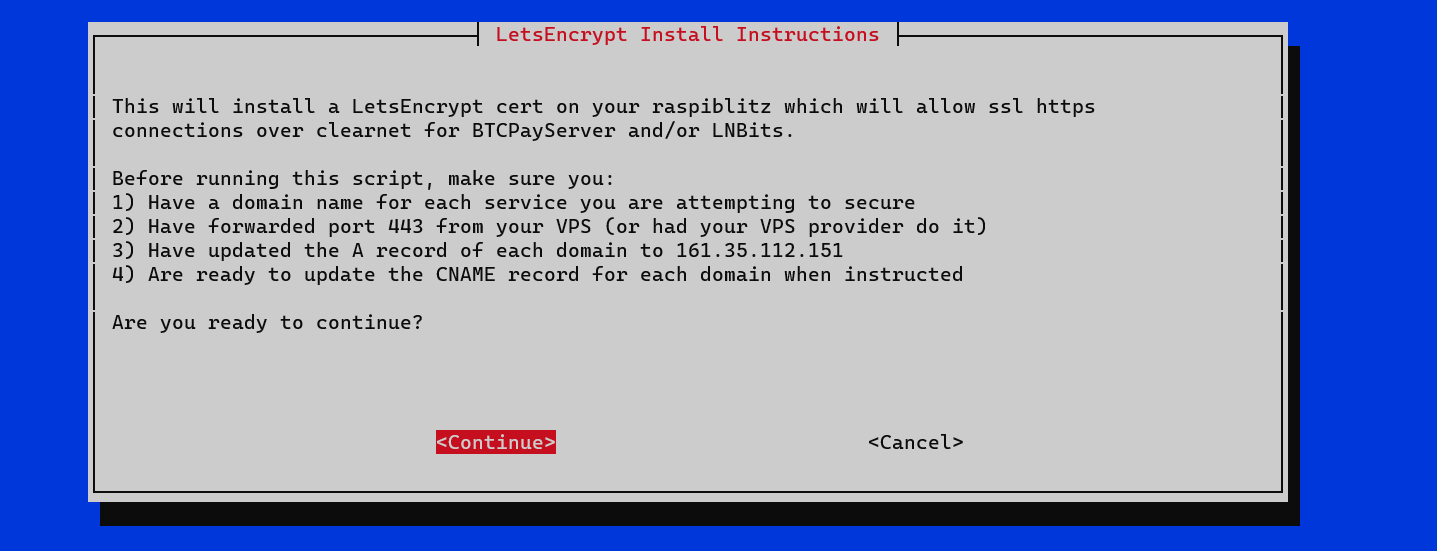 LetsEncrypt Install Instructions
This will install a LetsEncrypt cert on your raspiblitz which will allow ssl https
connections over clearnet for BTCPayServer and/or LNBits.
Before running this script, make sure you:
1) Have a domain name for each service you are attempting to secure
2) Have forwarded port 443 from your VPS (or had your VPS provider do it)
3) Have updated the A record of each domain to 161.35.112.151
4) Are ready to update the CNAME record for each domain when instructed
Are you ready to continue?
<Continue> <Cancel>